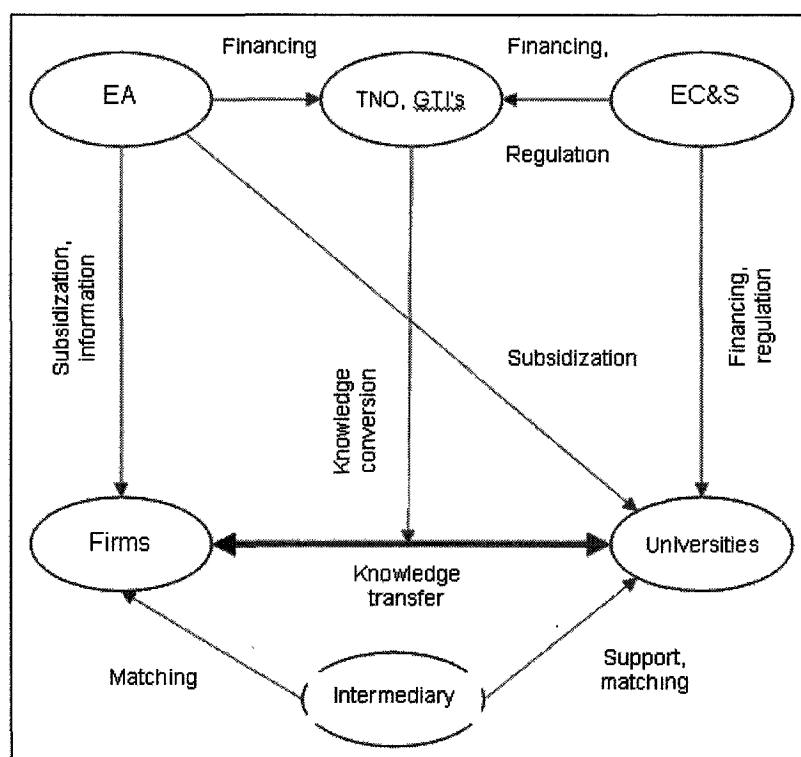 Financing
Financing,
EA
TNO, GTI's
EC&S
Regulation
Subsidization,
information
Financing,
regulation
Subsidization
Knowledge
conversion
Firms
Universities
Knowledge
transfer
Matching
Intermediary
Support,
matching